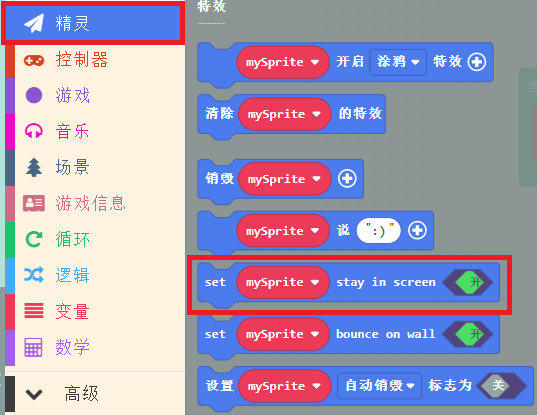 精灵
控制器
游戏
音乐
场景
游戏信息
循环
逻辑
变量
数学
高级
特效
mySprite 开启 涂鸦 特效
清除 mySprite 的特效
销毁 mySprite
mySprite 说 ":)"
set mySprite stay in screen 开
set mySprite bounce on wall 开
设置 mySprite 自动销毁 标志为 关